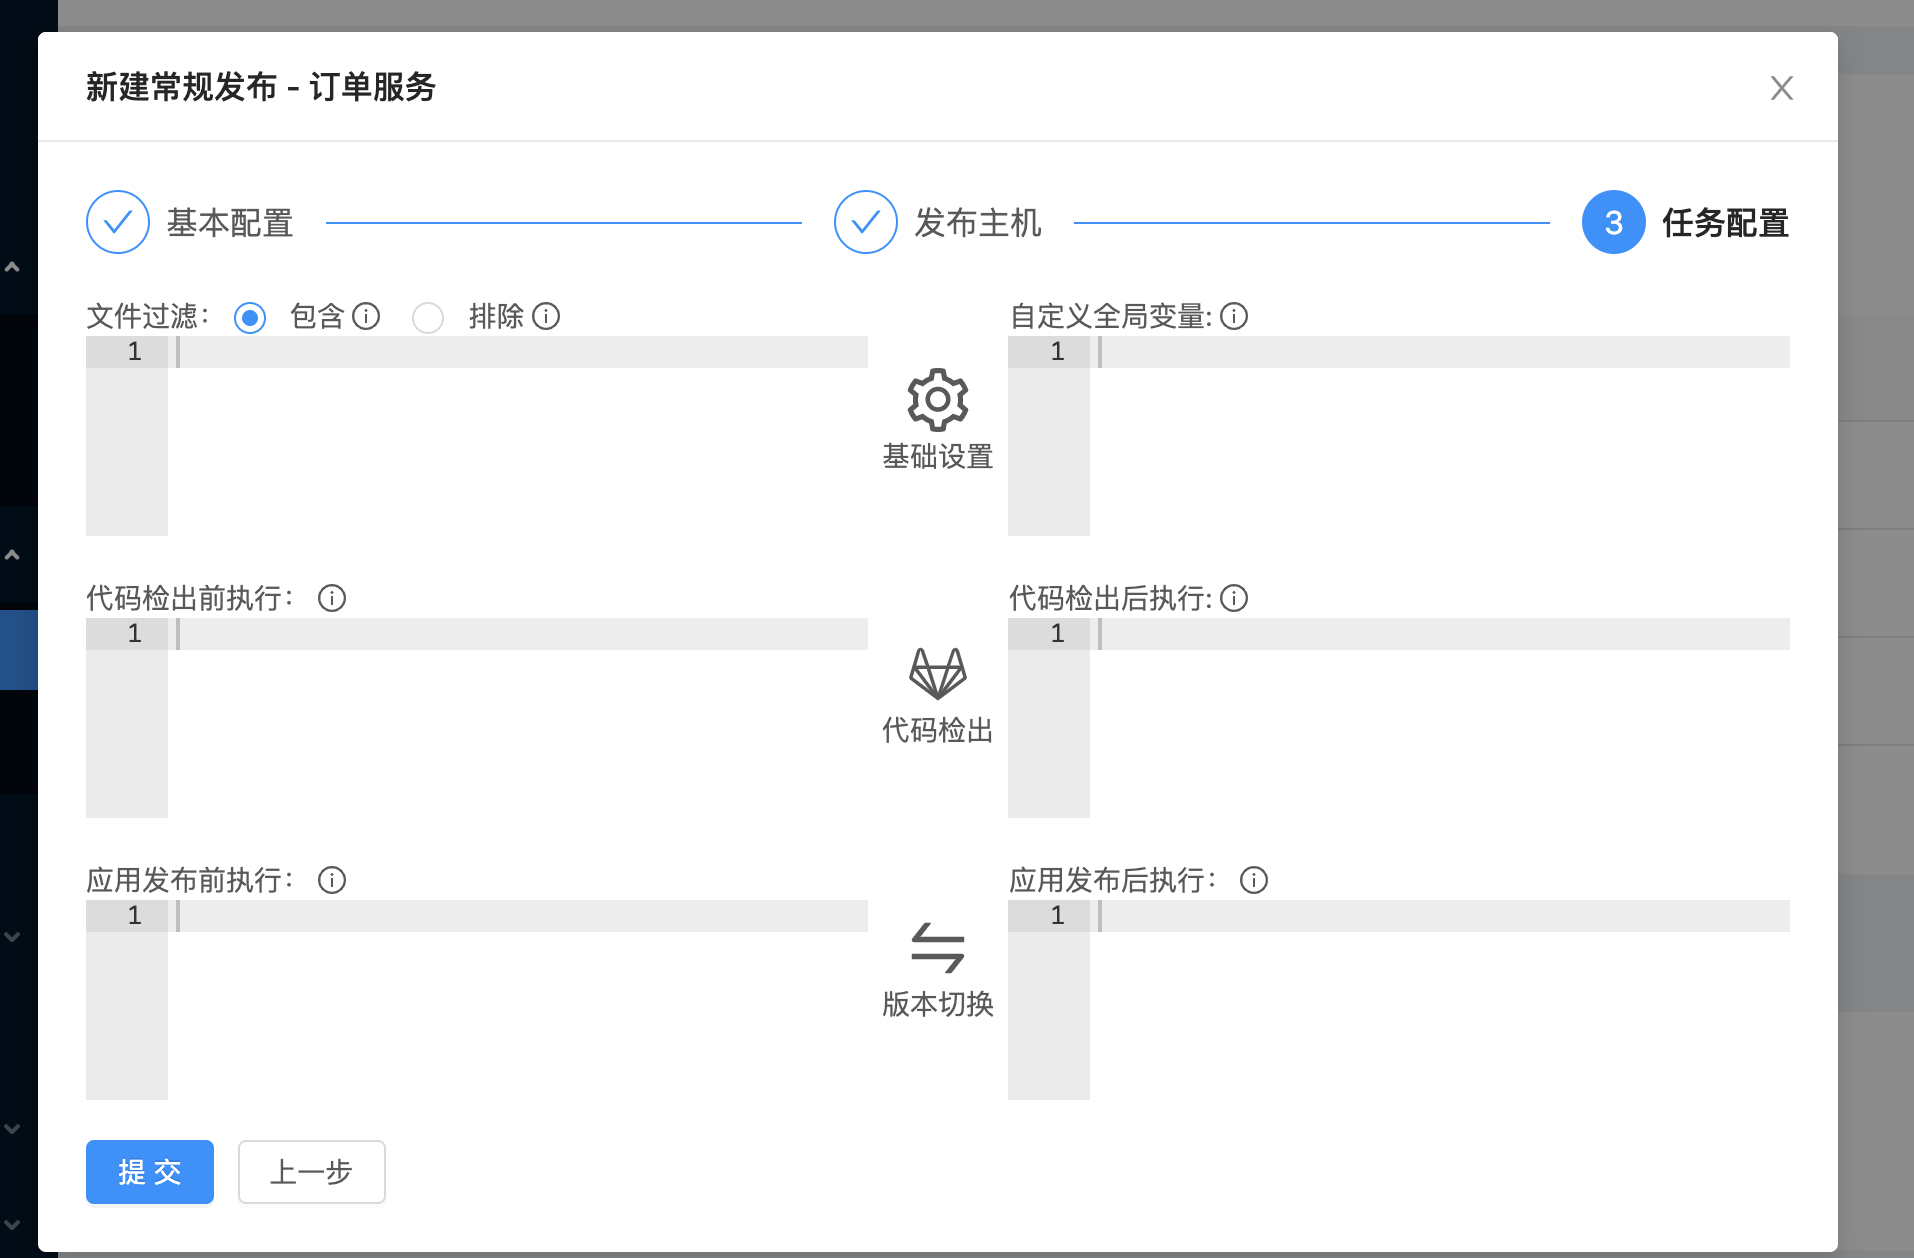 新建常规发布 - 订单服务
基本配置
发布主机
3 任务配置
文件过滤： 包含 排除
自定义全局变量:
1
1
基础设置
代码检出前执行：
代码检出后执行:
1
1
代码检出
应用发布前执行：
应用发布后执行：
1
1
版本切换
提 交
上一步